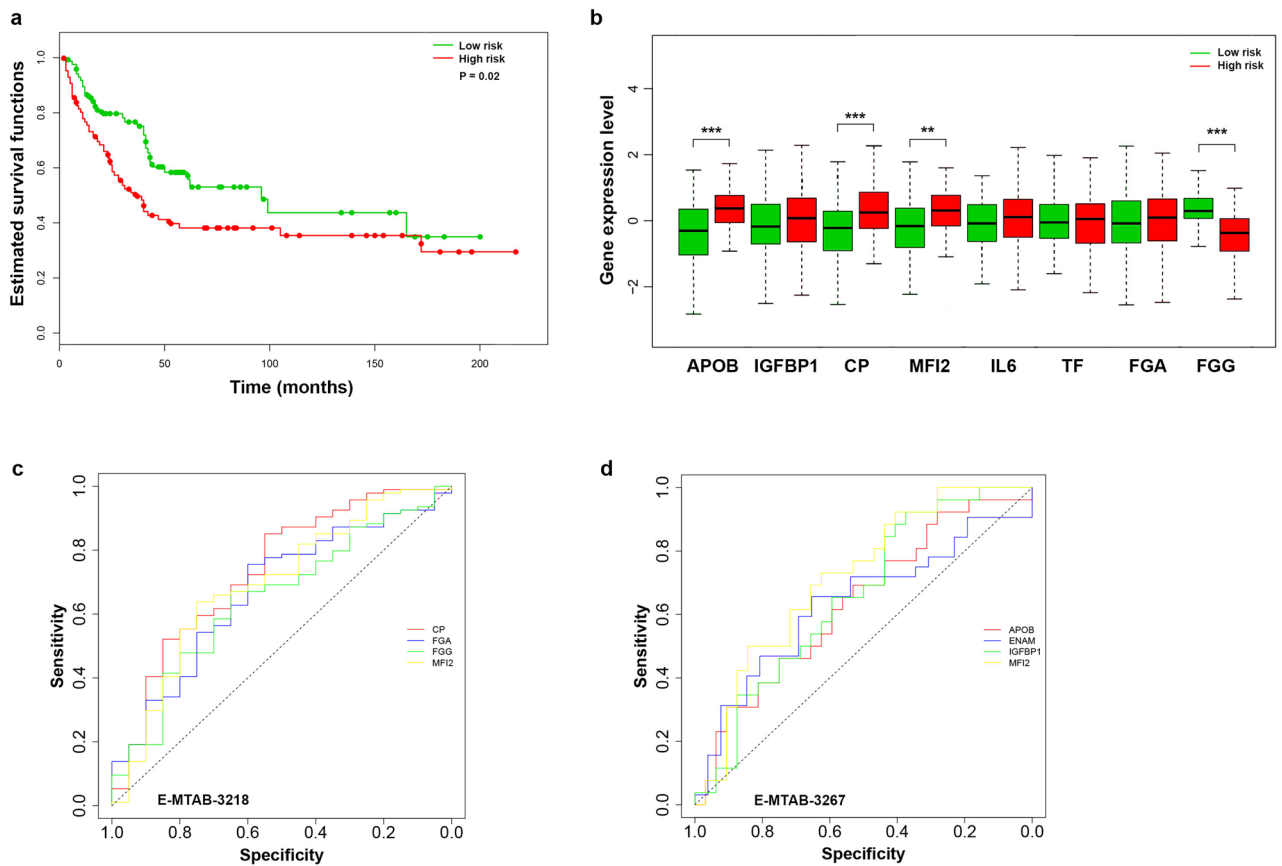 a
Low risk
High risk
P = 0.02
Estimated survival functions
1.0
0.8
0.6
0.4
0.2
0.0
0
50
100
150
200
Time (months)
b
Low risk
High risk
Gene expression level
4
2
0
−2
***
***
**
***
APOB IGFBP1 CP MFI2 IL6 TF FGA FGG
c
Sensitivity
1.0
0.8
0.6
0.4
0.2
0.0
CP
FGA
FGG
MFI2
E-MTAB-3218
1.0 0.8 0.6 0.4 0.2 0.0
Specificity
d
Sensitivity
1.0
0.8
0.6
0.4
0.2
0.0
APOB
ENAM
IGFBP1
MFI2
E-MTAB-3267
1.0 0.8 0.6 0.4 0.2 0.0
Specificity